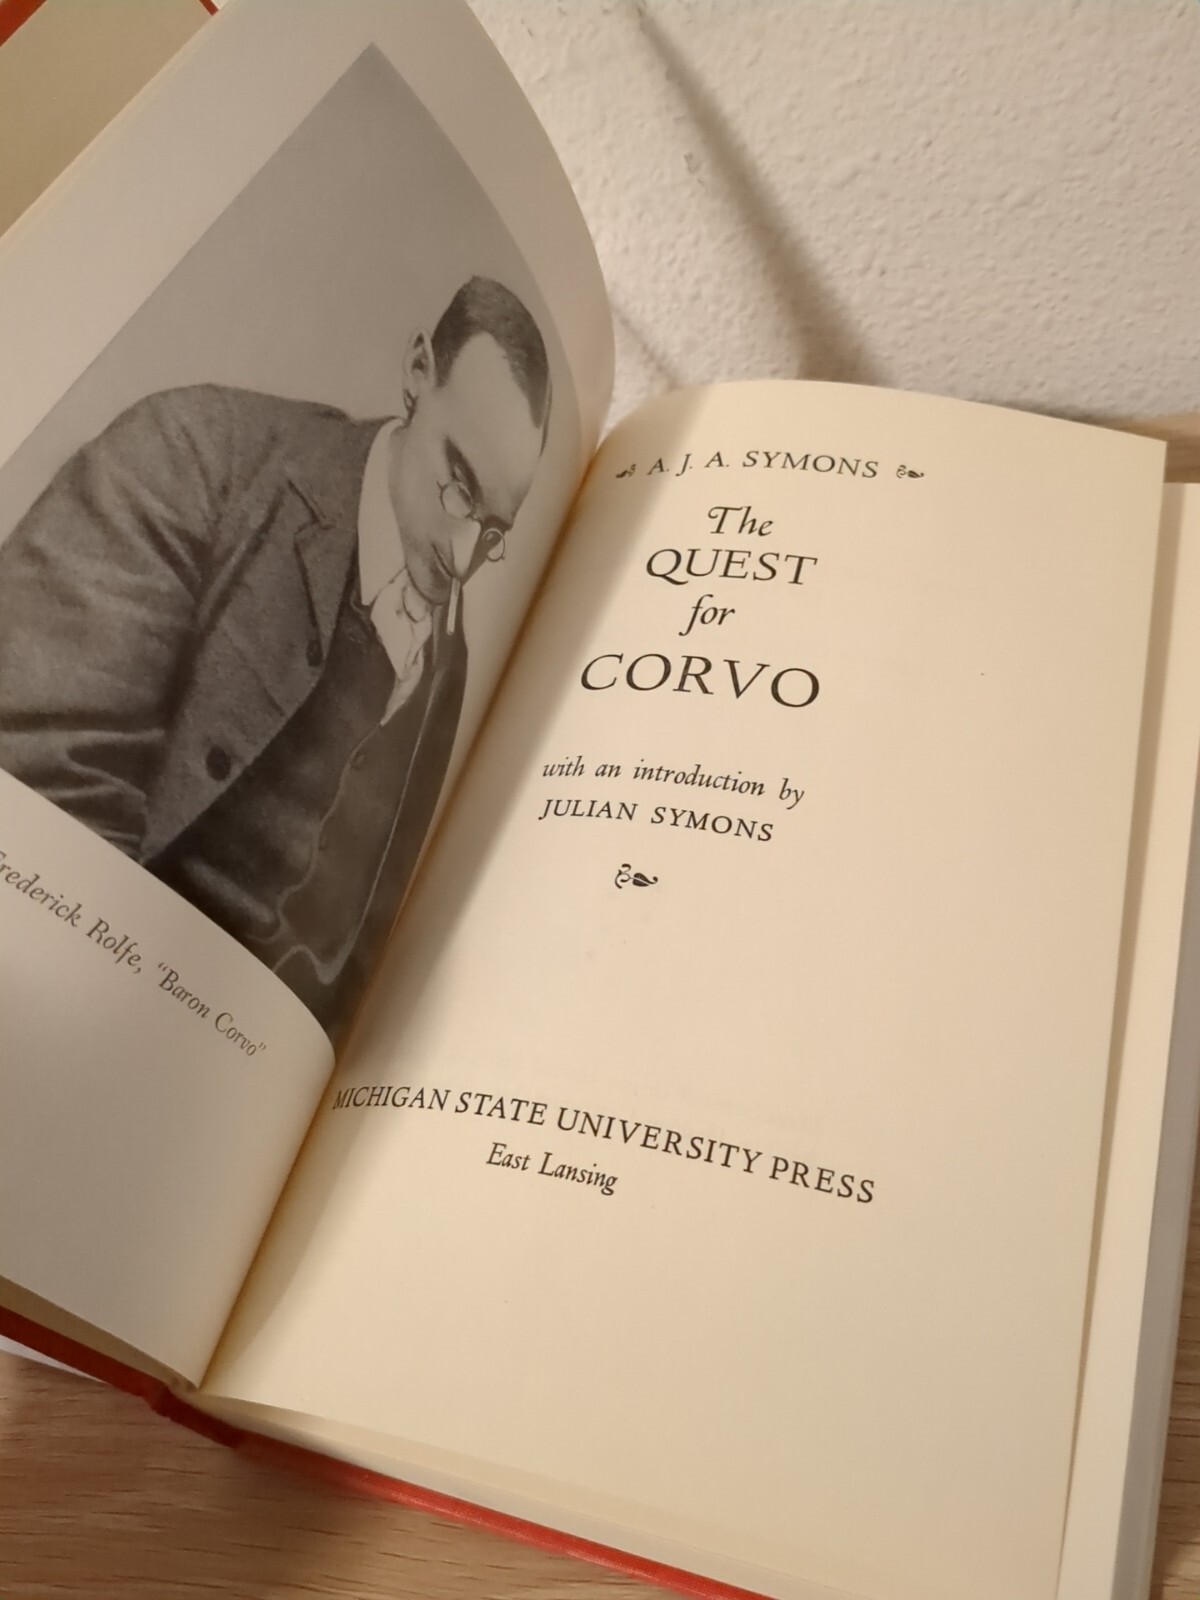 Frederick Rolfe, "Baron Corvo"
A. J. A. SYMONS
The
QUEST
for
CORVO
with an introduction by
JULIAN SYMONS
MICHIGAN STATE UNIVERSITY PRESS
East Lansing